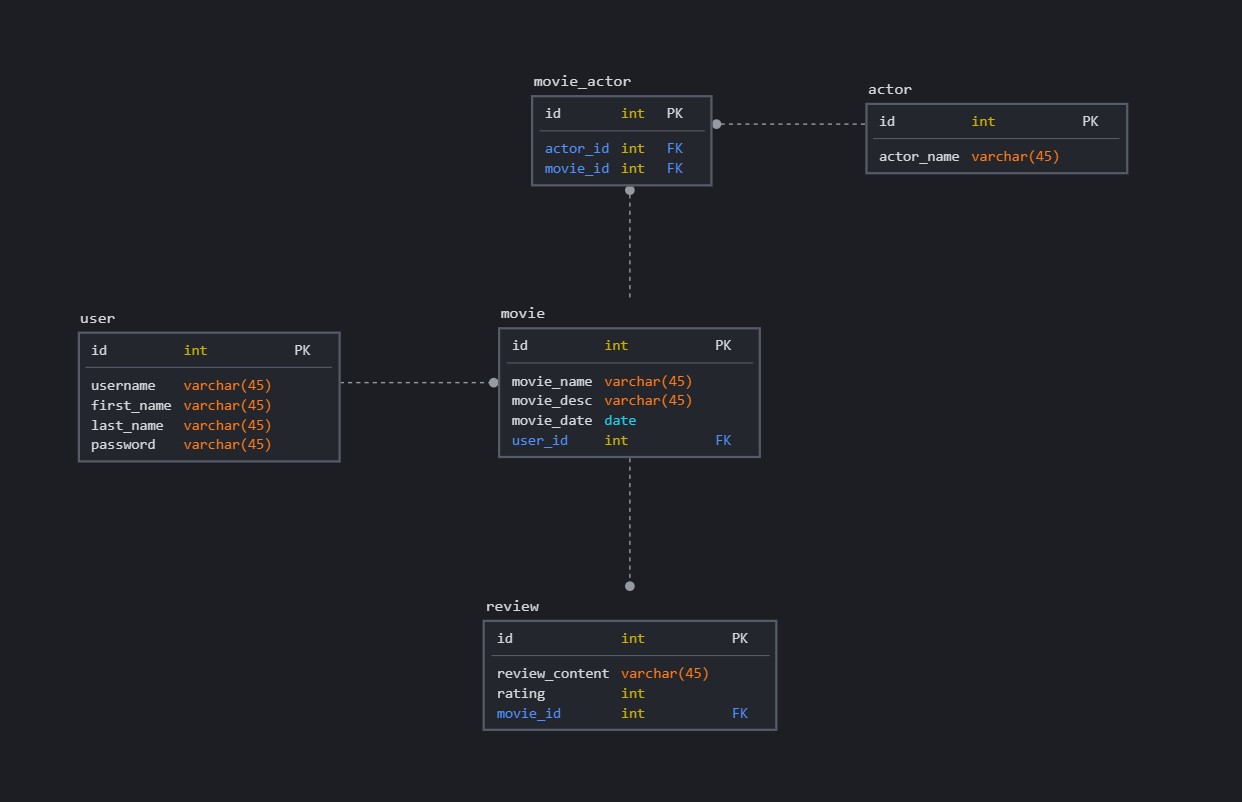 movie_actor
id int PK
actor_id int FK
movie_id int FK
actor
id int PK
actor_name varchar(45)
user
id int PK
username varchar(45)
first_name varchar(45)
last_name varchar(45)
password varchar(45)
movie
id int PK
movie_name varchar(45)
movie_desc varchar(45)
movie_date date
user_id int FK
review
id int PK
review_content varchar(45)
rating int
movie_id int FK